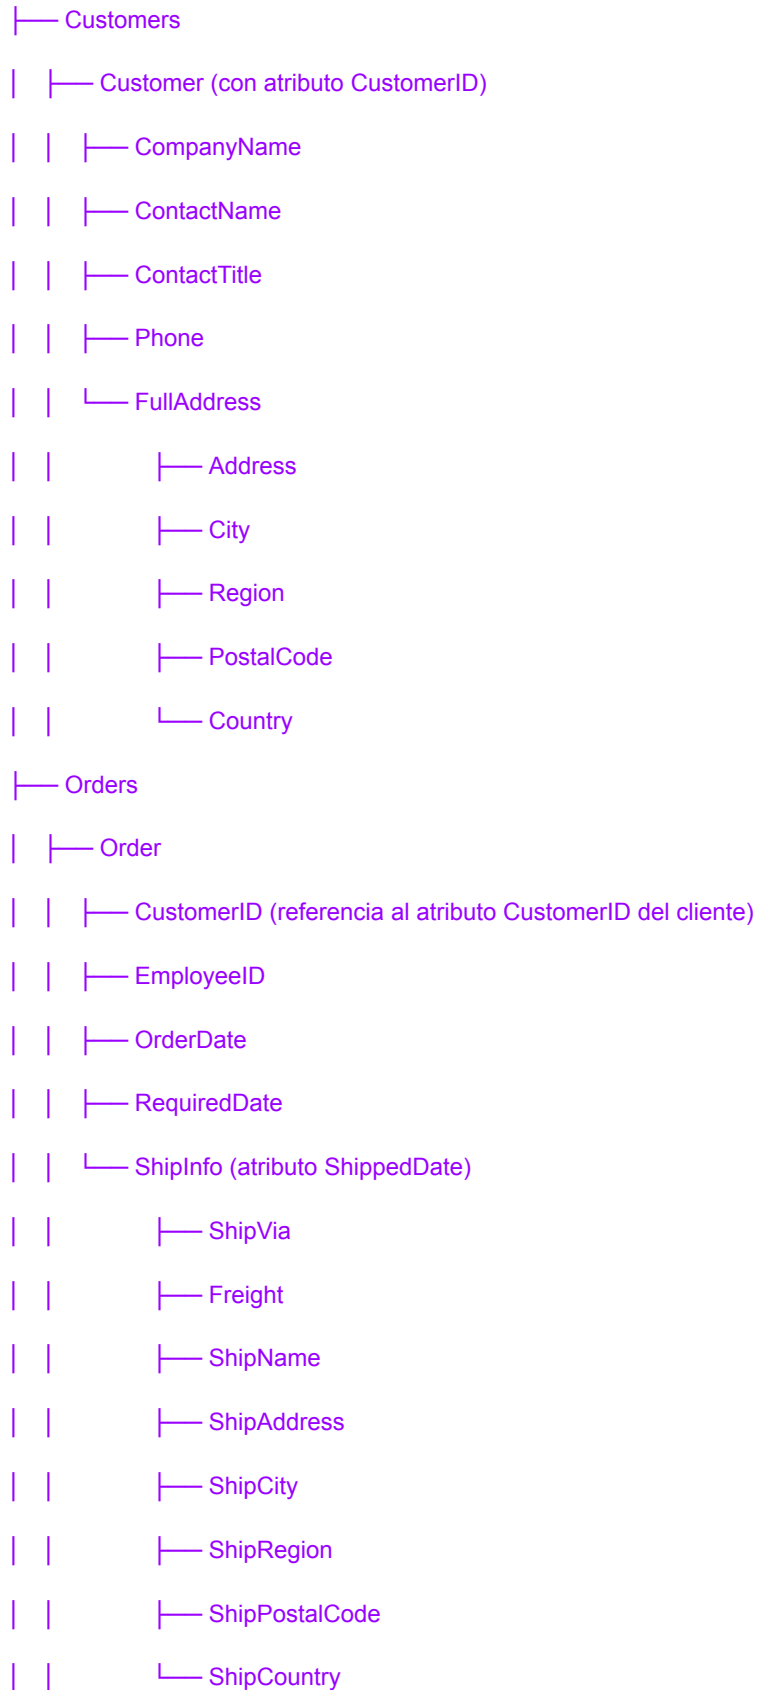 ├── Customers
│ ├── Customer (con atributo CustomerID)
│ │ ├── CompanyName
│ │ ├── ContactName
│ │ ├── ContactTitle
│ │ ├── Phone
│ │ └── FullAddress
│ │ ├── Address
│ │ ├── City
│ │ ├── Region
│ │ ├── PostalCode
│ │ └── Country
├── Orders
│ ├── Order
│ │ ├── CustomerID (referencia al atributo CustomerID del cliente)
│ │ ├── EmployeeID
│ │ ├── OrderDate
│ │ ├── RequiredDate
│ │ └── ShipInfo (atributo ShippedDate)
│ │ ├── ShipVia
│ │ ├── Freight
│ │ ├── ShipName
│ │ ├── ShipAddress
│ │ ├── ShipCity
│ │ ├── ShipRegion
│ │ ├── ShipPostalCode
│ │ └── ShipCountry